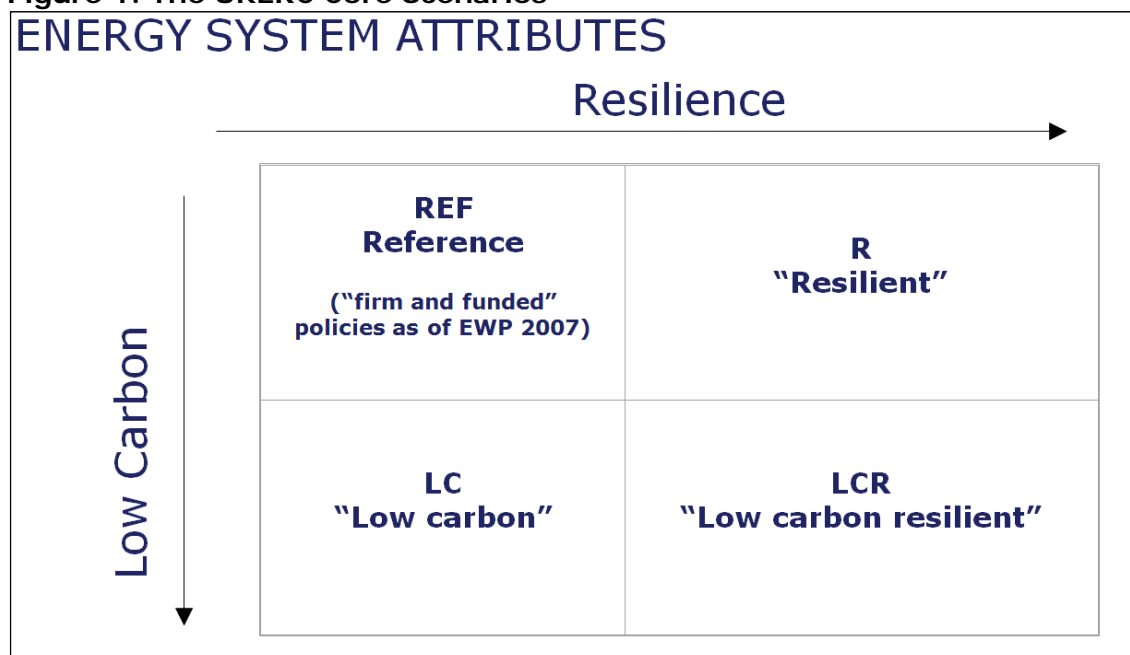 ENERGY SYSTEM ATTRIBUTES
Resilience
Low Carbon
REF
Reference
(“firm and funded”
policies as of EWP 2007)
R
“Resilient”
LC
“Low carbon”
LCR
“Low carbon resilient”